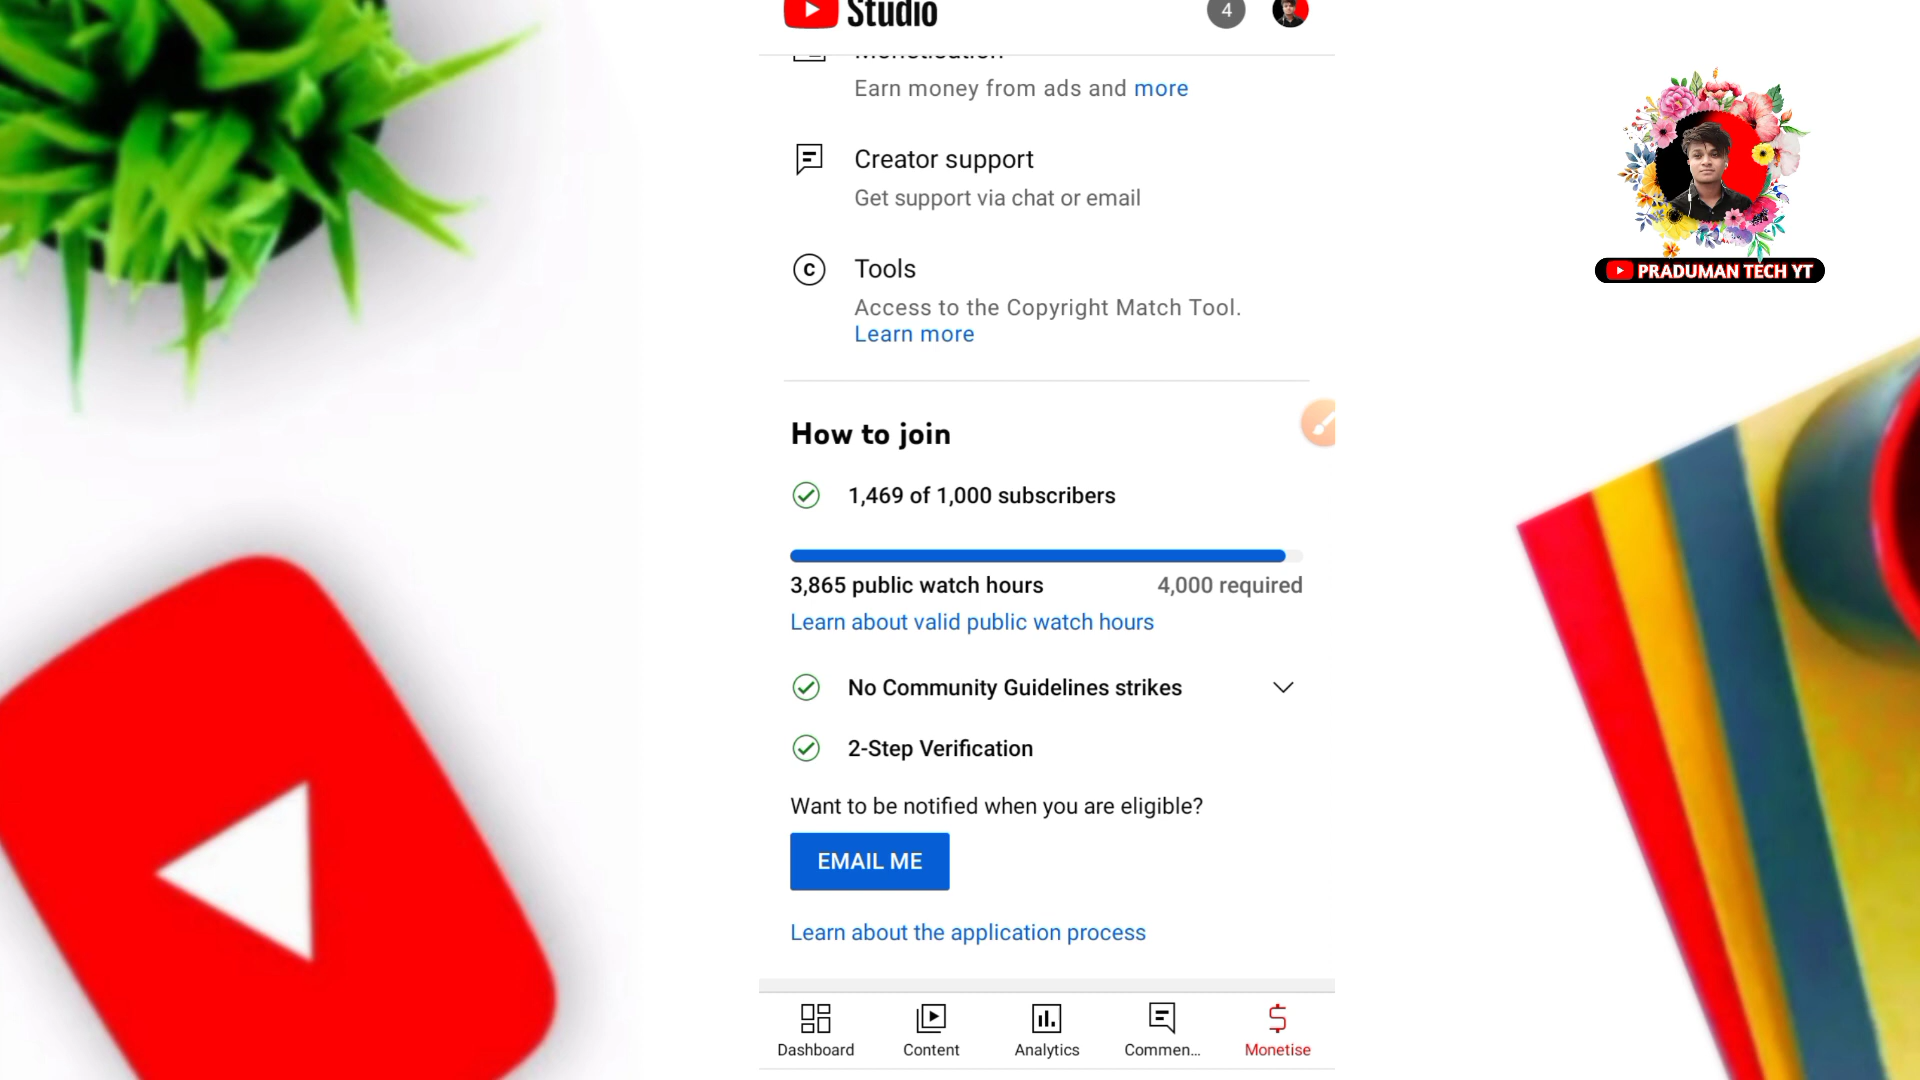 Studio
4
Monetisation
Earn money from ads and more
Creator support
Get support via chat or email
C
Tools
Access to the Copyright Match Tool.
Learn more
PRADUMAN TECH YT
How to join
1,469 of 1,000 subscribers
3,865 public watch hours
4,000 required
Learn about valid public watch hours
No Community Guidelines strikes
2-Step Verification
Want to be notified when you are eligible?
EMAIL ME
Learn about the application process
Dashboard
Content
Analytics
Commen...
Monetise